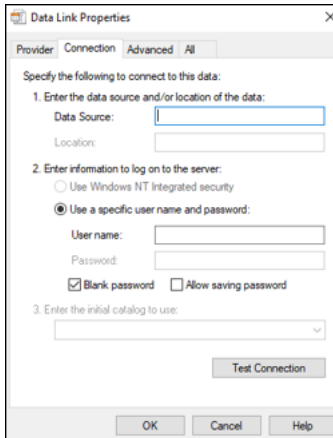 Data Link Properties
Provider Connection Advanced All
Specify the following to connect to this data:
1. Enter the data source and/or location of the data:
Data Source:
Location:
2. Enter information to log on to the server:
Use Windows NT Integrated security
Use a specific user name and password:
User name:
Password:
Blank password Allow saving password
3. Enter the initial catalog to use:
Test Connection
OK Cancel Help